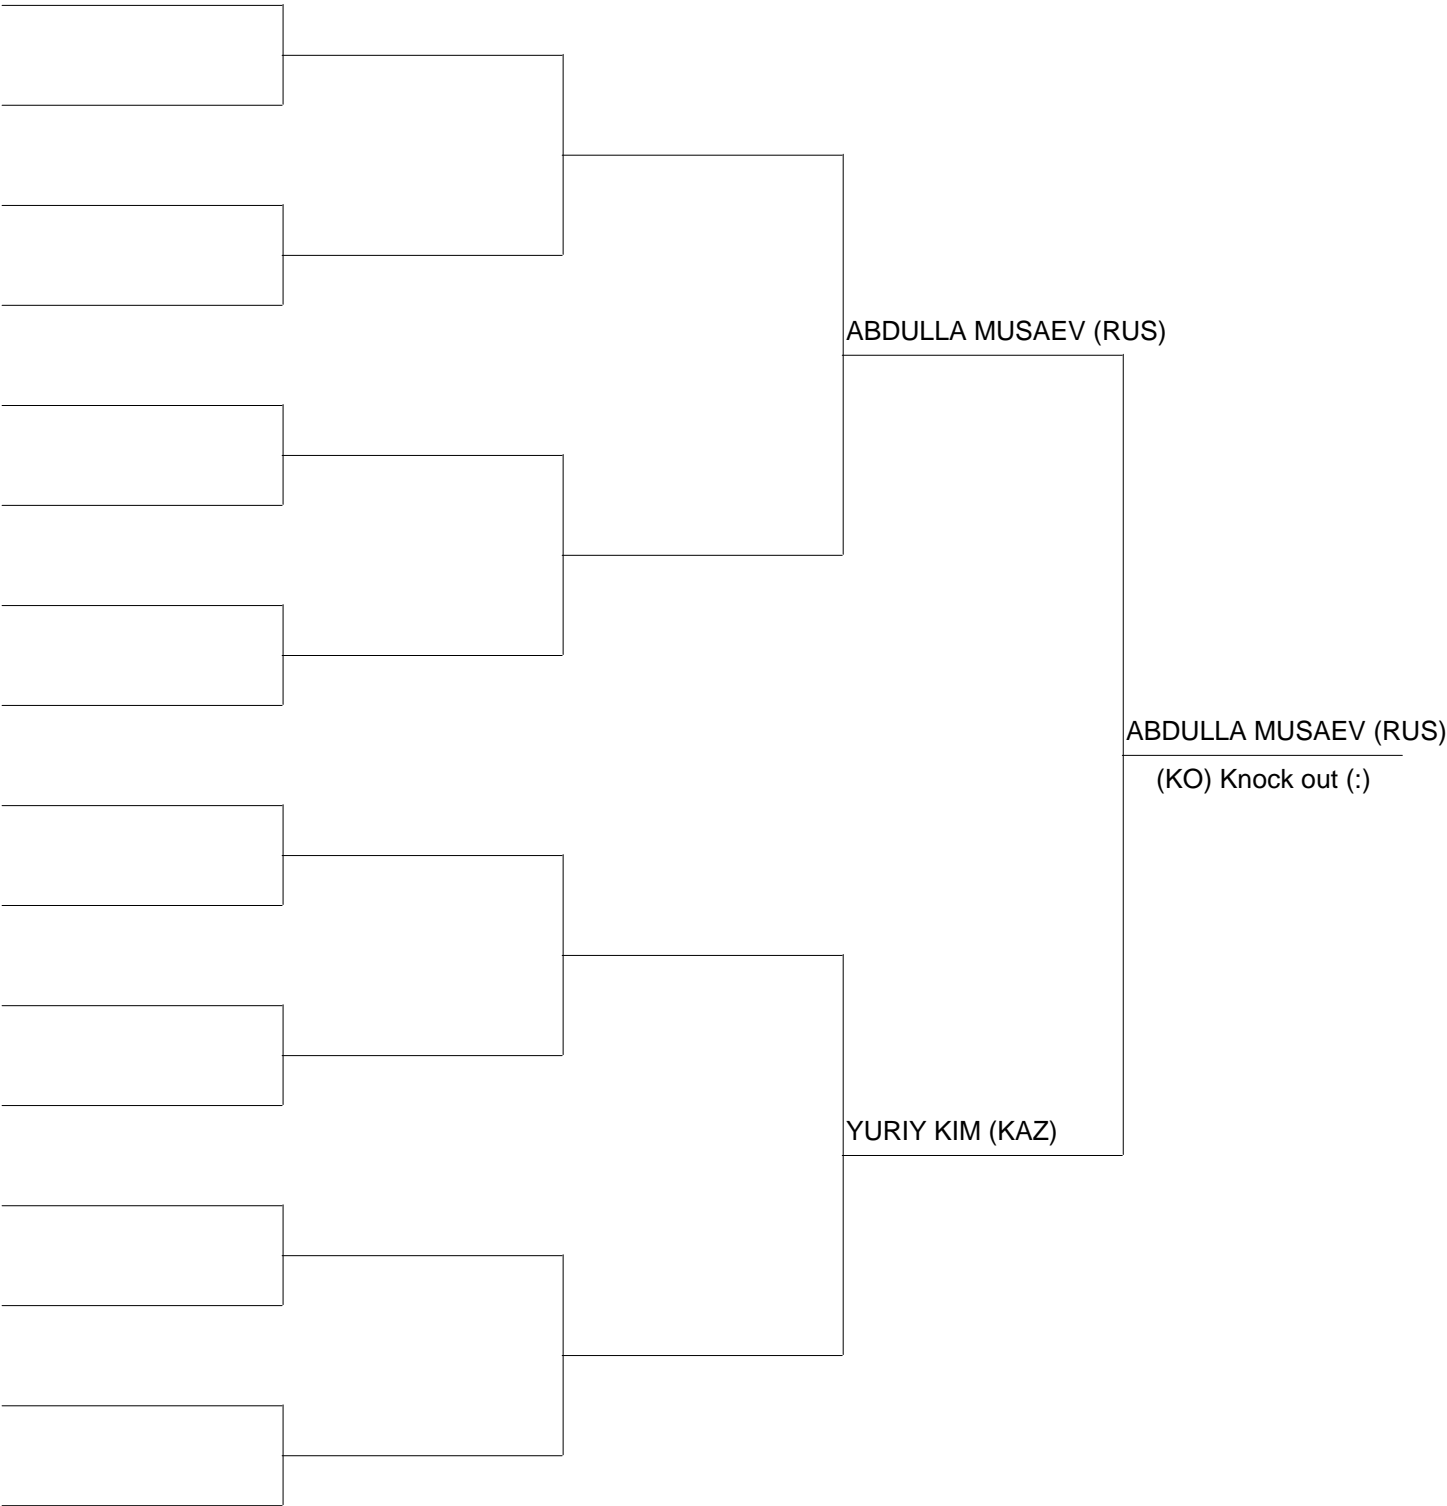 ABDULLA MUSAEV (RUS)
ABDULLA MUSAEV (RUS)
(KO) Knock out (:)
YURIY KIM (KAZ)